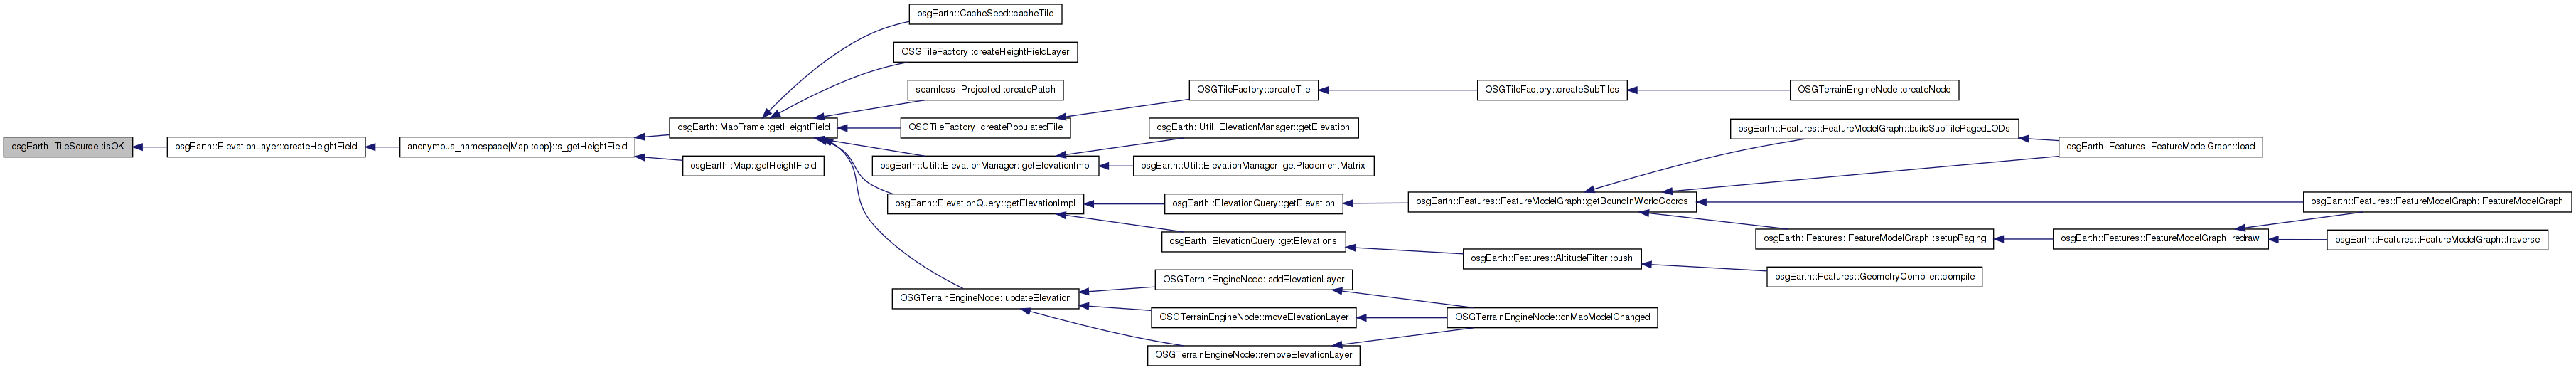 osgEarth::CacheSeed::cacheTile
OSGTileFactory::createHeightFieldLayer
seamless::Projected::createPatch
OSGTileFactory::createTile
OSGTileFactory::createSubTiles
OSGTerrainEngineNode::createNode
osgEarth::MapFrame::getHeightField
OSGTileFactory::createPopulatedTile
osgEarth::Util::ElevationManager::getElevation
osgEarth::Features::FeatureModelGraph::buildSubTilePagedLODs
osgEarth::TileSource::isOK
osgEarth::ElevationLayer::createHeightField
anonymous_namespace{Map::cpp}::s_getHeightField
osgEarth::Features::FeatureModelGraph::load
osgEarth::Map::getHeightField
osgEarth::Util::ElevationManager::getElevationImpl
osgEarth::Util::ElevationManager::getPlacementMatrix
osgEarth::ElevationQuery::getElevationImpl
osgEarth::ElevationQuery::getElevation
osgEarth::Features::FeatureModelGraph::getBoundInWorldCoords
osgEarth::Features::FeatureModelGraph::FeatureModelGraph
osgEarth::ElevationQuery::getElevations
osgEarth::Features::FeatureModelGraph::setupPaging
osgEarth::Features::FeatureModelGraph::redraw
osgEarth::Features::FeatureModelGraph::traverse
osgEarth::Features::AltitudeFilter::push
osgEarth::Features::GeometryCompiler::compile
OSGTerrainEngineNode::updateElevation
OSGTerrainEngineNode::addElevationLayer
OSGTerrainEngineNode::moveElevationLayer
OSGTerrainEngineNode::onMapModelChanged
OSGTerrainEngineNode::removeElevationLayer